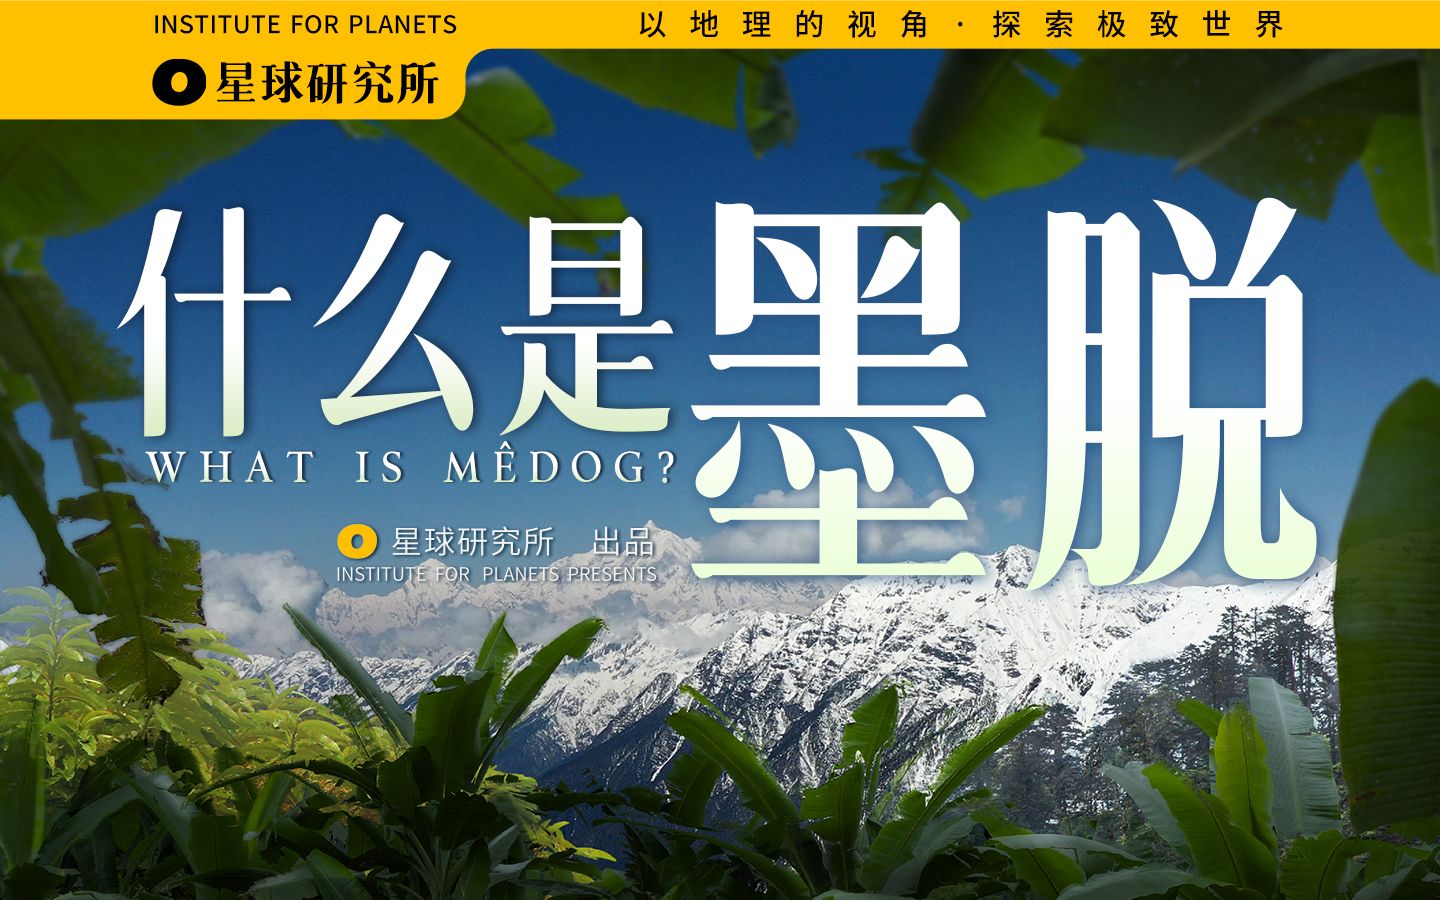 INSTITUTE FOR PLANETS
以地理的视角·探索极致世界
星球研究所
什么是墨脱
WHAT IS MÊDOG?
星球研究所 出品
INSTITUTE FOR PLANETS PRESENTS